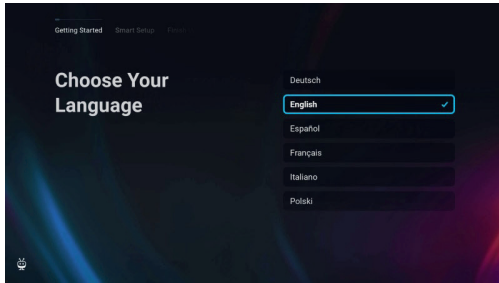 Getting Started Smart Setup
Choose Your
Language
Deutsch
English
Español
Français
Italiano
Polski